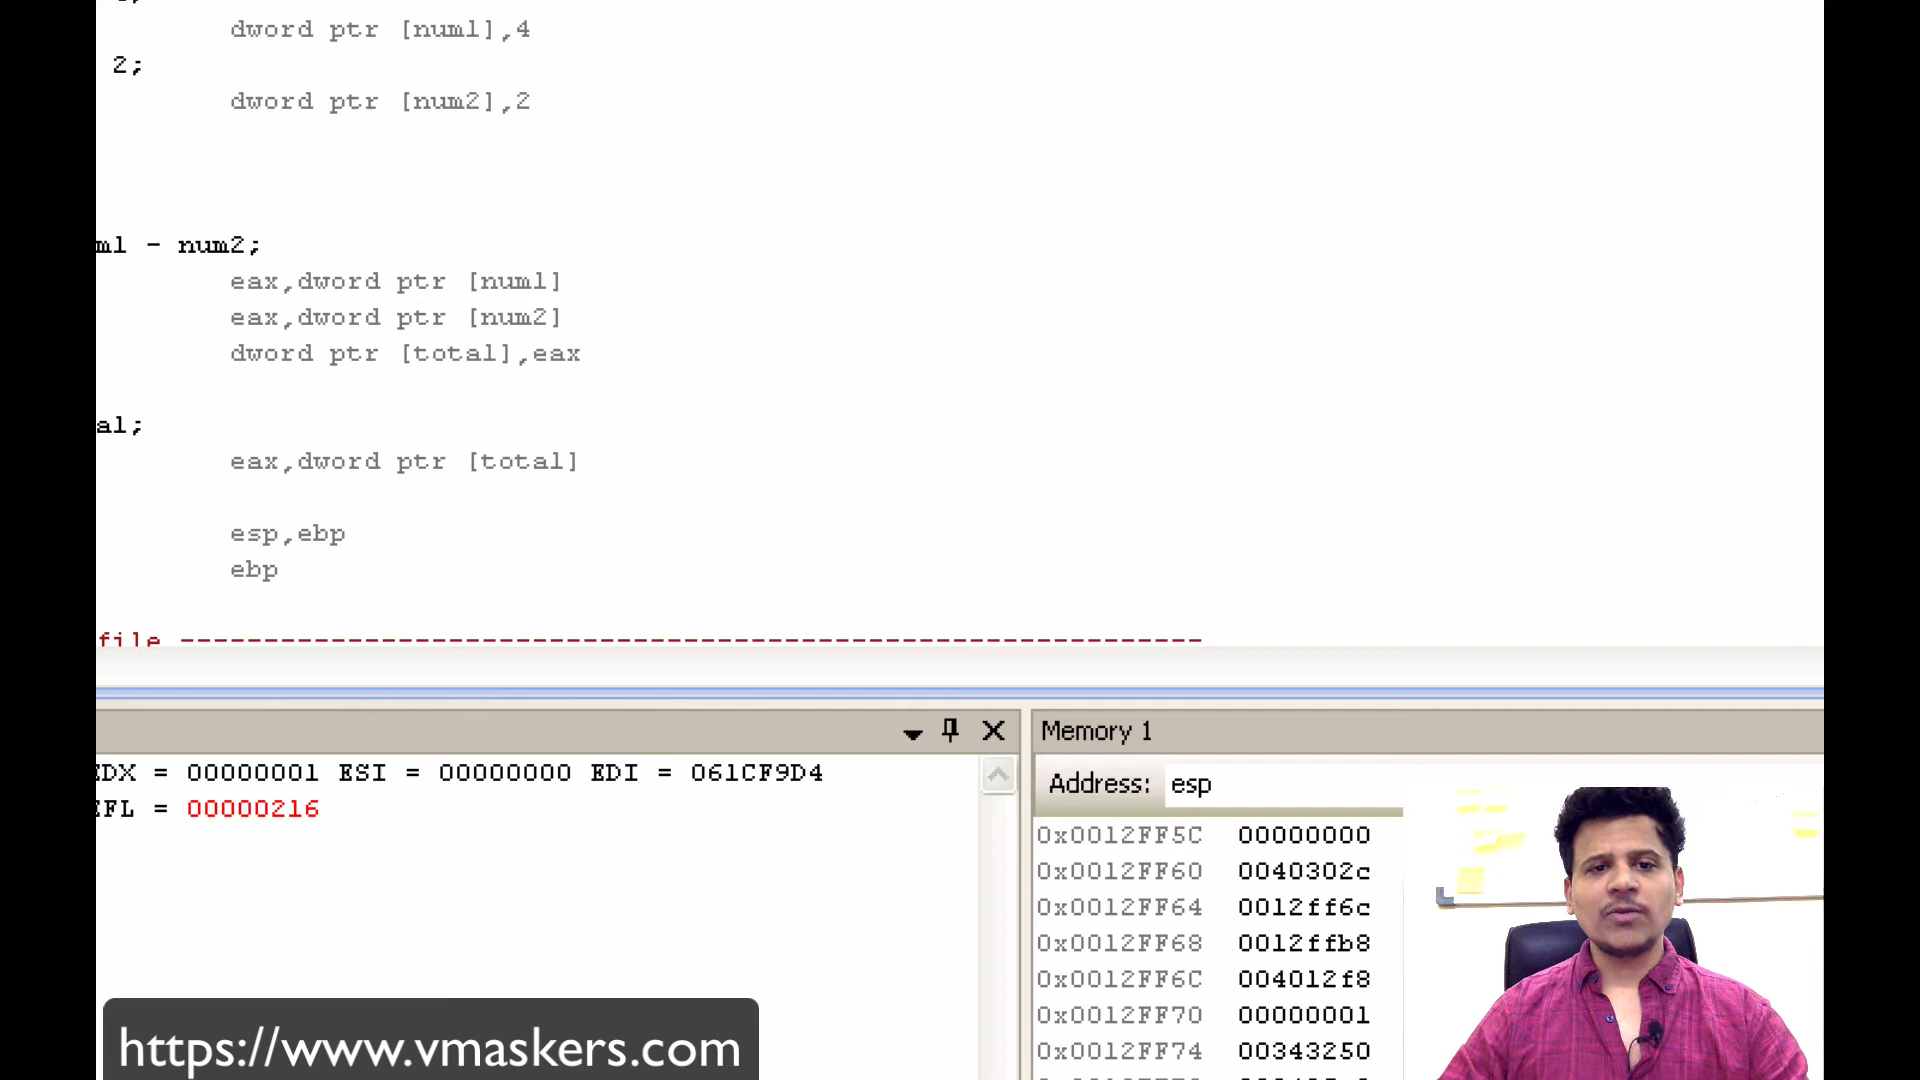 dword ptr [num1],4
2;
dword ptr [num2],2
ml - num2;
eax,dword ptr [num1]
eax,dword ptr [num2]
dword ptr [total],eax
al;
eax,dword ptr [total]
esp,ebp
ebp
file -------------------------------------------------------------
EDX = 00000001 ESI = 00000000 EDI = 061CF9D4
EFL = 00000216
Memory 1
Address: esp
0x0012FF5C 00000000
0x0012FF60 0040302c
0x0012FF64 0012ff6c
0x0012FF68 0012ffb8
0x0012FF6C 004012f8
0x0012FF70 00000001
0x0012FF74 00343250
https://www.vmaskers.com